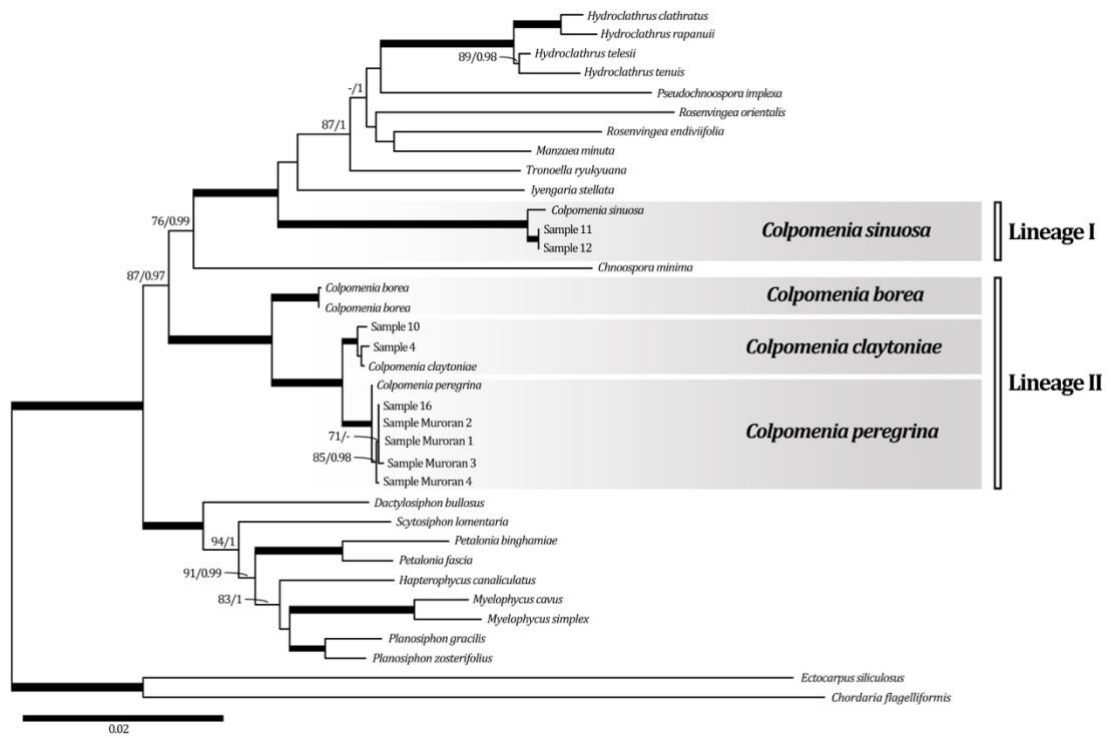 Hydroclathrus clathratus
Hydroclathrus rapanuii
89/0.98
Hydroclathrus telesii
Hydroclathrus tenuis
-/1
Pseudochnoospora implexa
Rosenvingea orientalis
87/1
Rosenvingea endiviifolia
Manzaea minuta
Tronoella ryukyuana
Iyengaria stellata
Colpomenia sinuosa
76/0.99
Sample 11
Colpomenia sinuosa
Lineage I
Sample 12
Chnoospora minima
87/0.97
Colpomenia borea
Colpomenia borea
Colpomenia borea
Sample 10
Sample 4
Colpomenia claytoniae
Colpomenia claytoniae
Lineage II
Colpomenia peregrina
Sample 16
Sample Muroran 2
71/-
Sample Muroran 1
Colpomenia peregrina
85/0.98
Sample Muroran 3
Sample Muroran 4
Dactylosiphon bullosus
Scytosiphon lomentaria
94/1
Petalonia binghamiae
Petalonia fascia
91/0.99
Hapterophycus canaliculatus
83/1
Myelophycus cavus
Myelophycus simplex
Planosiphon gracilis
Planosiphon zosterifolius
Ectocarpus siliculosus
Chordaria flagelliformis
0.02